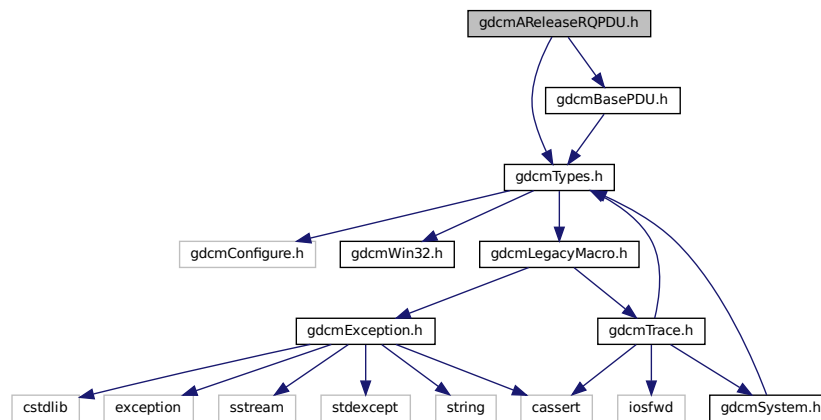 gdcmAReleaseRQPDU.h
gdcmBasePDU.h
gdcmTypes.h
gdcmConfigure.h
gdcmWin32.h
gdcmLegacyMacro.h
gdcmException.h
gdcmTrace.h
cstdlib
exception
sstream
stdexcept
string
cassert
iosfwd
gdcmSystem.h